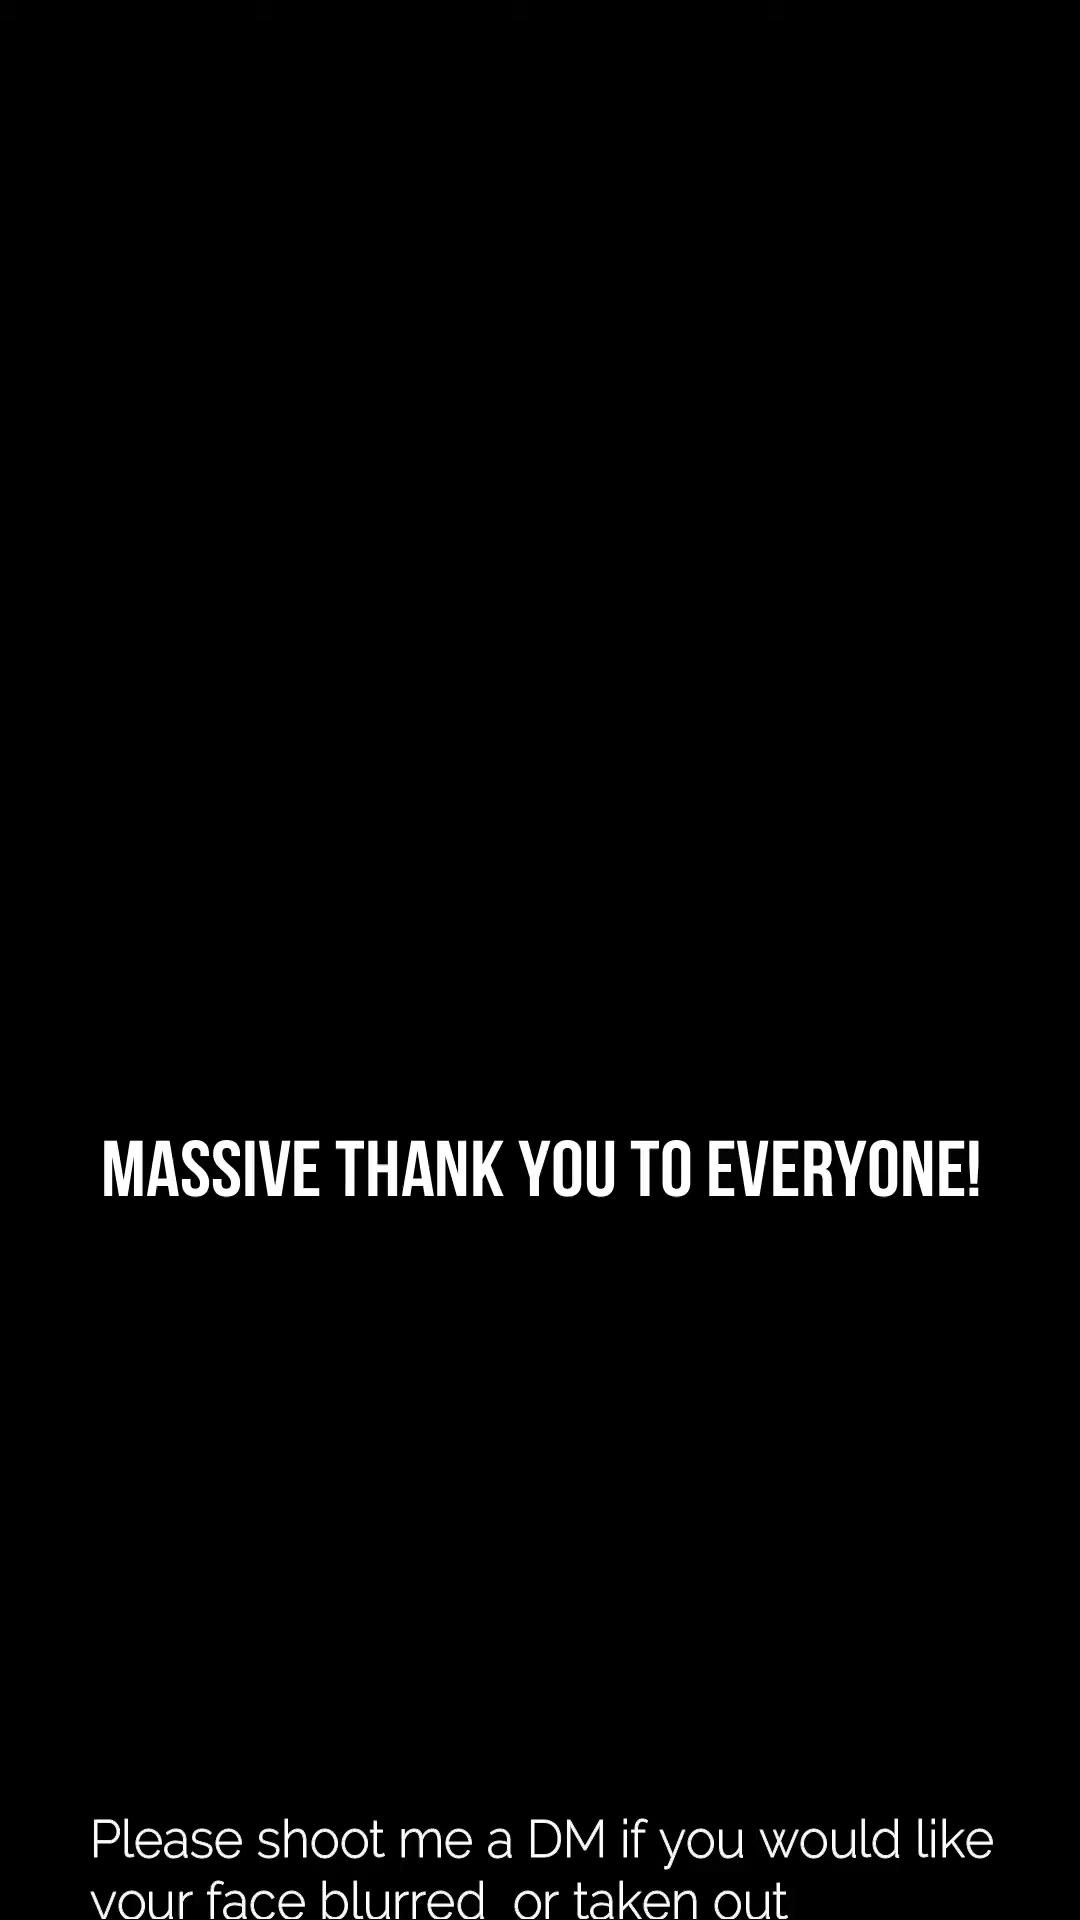 MASSIVE THANK YOU TO EVERYONE!
Please shoot me a DM if you would like
your face blurred  or taken out